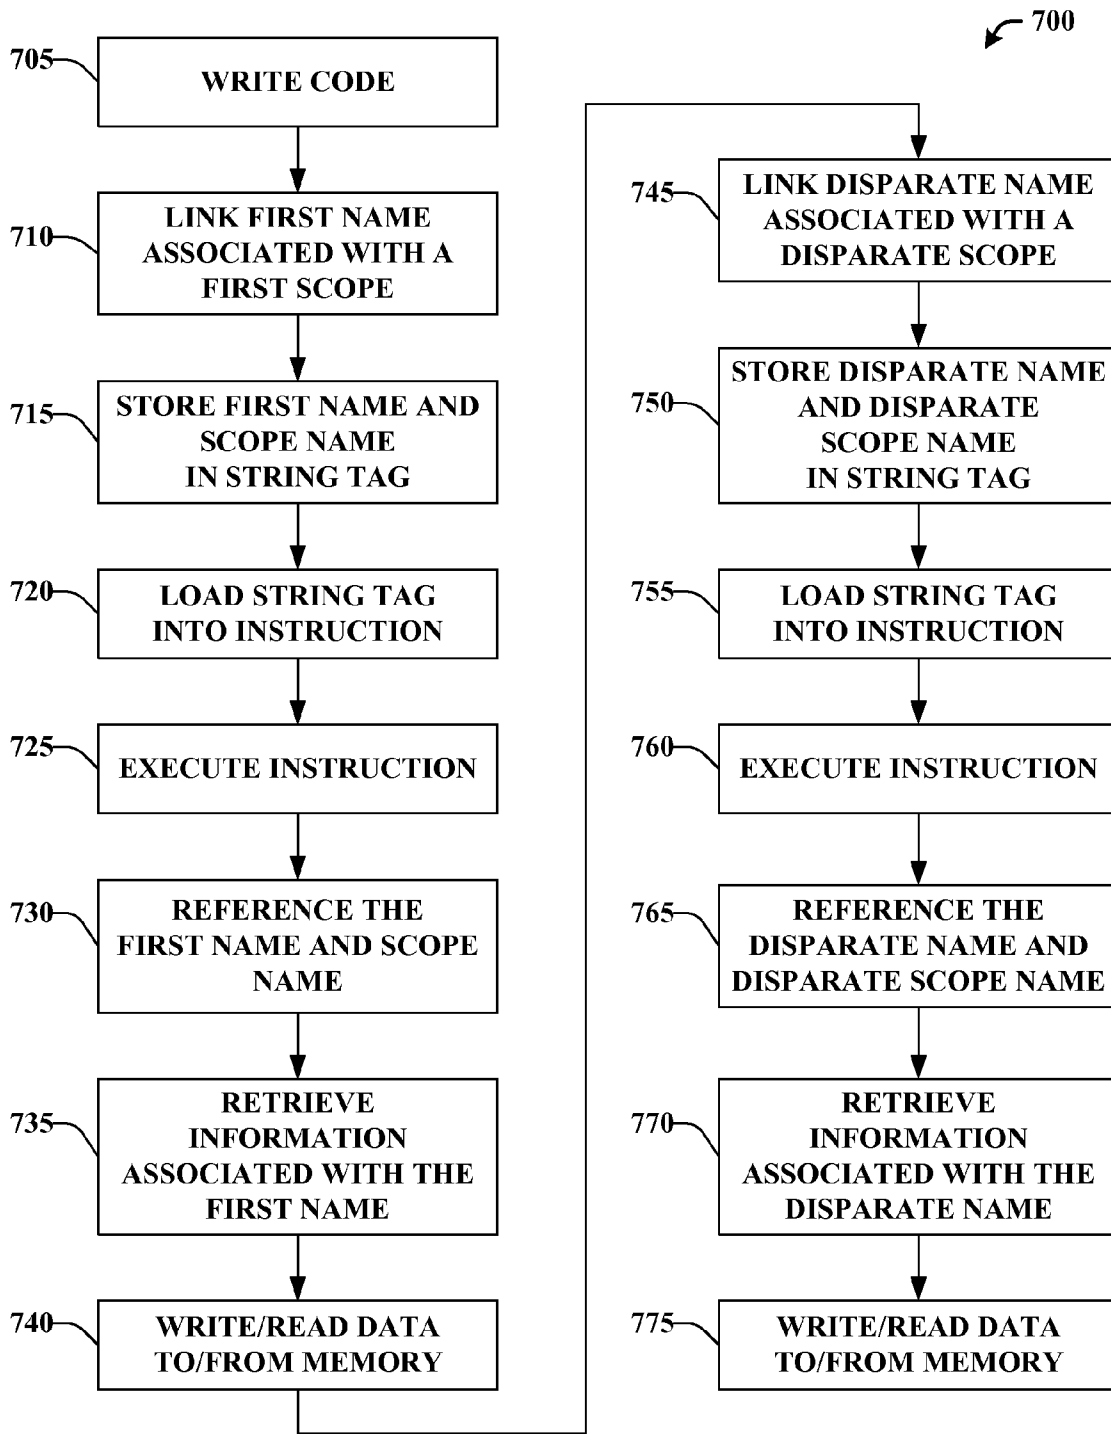 700
705
WRITE CODE
710
LINK FIRST NAME
ASSOCIATED WITH A
FIRST SCOPE
715
STORE FIRST NAME AND
SCOPE NAME
IN STRING TAG
720
LOAD STRING TAG
INTO INSTRUCTION
725
EXECUTE INSTRUCTION
730
REFERENCE THE
FIRST NAME AND SCOPE
NAME
735
RETRIEVE
INFORMATION
ASSOCIATED WITH THE
FIRST NAME
740
WRITE/READ DATA
TO/FROM MEMORY
745
LINK DISPARATE NAME
ASSOCIATED WITH A
DISPARATE SCOPE
750
STORE DISPARATE NAME
AND DISPARATE
SCOPE NAME
IN STRING TAG
755
LOAD STRING TAG
INTO INSTRUCTION
760
EXECUTE INSTRUCTION
765
REFERENCE THE
DISPARATE NAME AND
DISPARATE SCOPE NAME
770
RETRIEVE
INFORMATION
ASSOCIATED WITH THE
DISPARATE NAME
775
WRITE/READ DATA
TO/FROM MEMORY